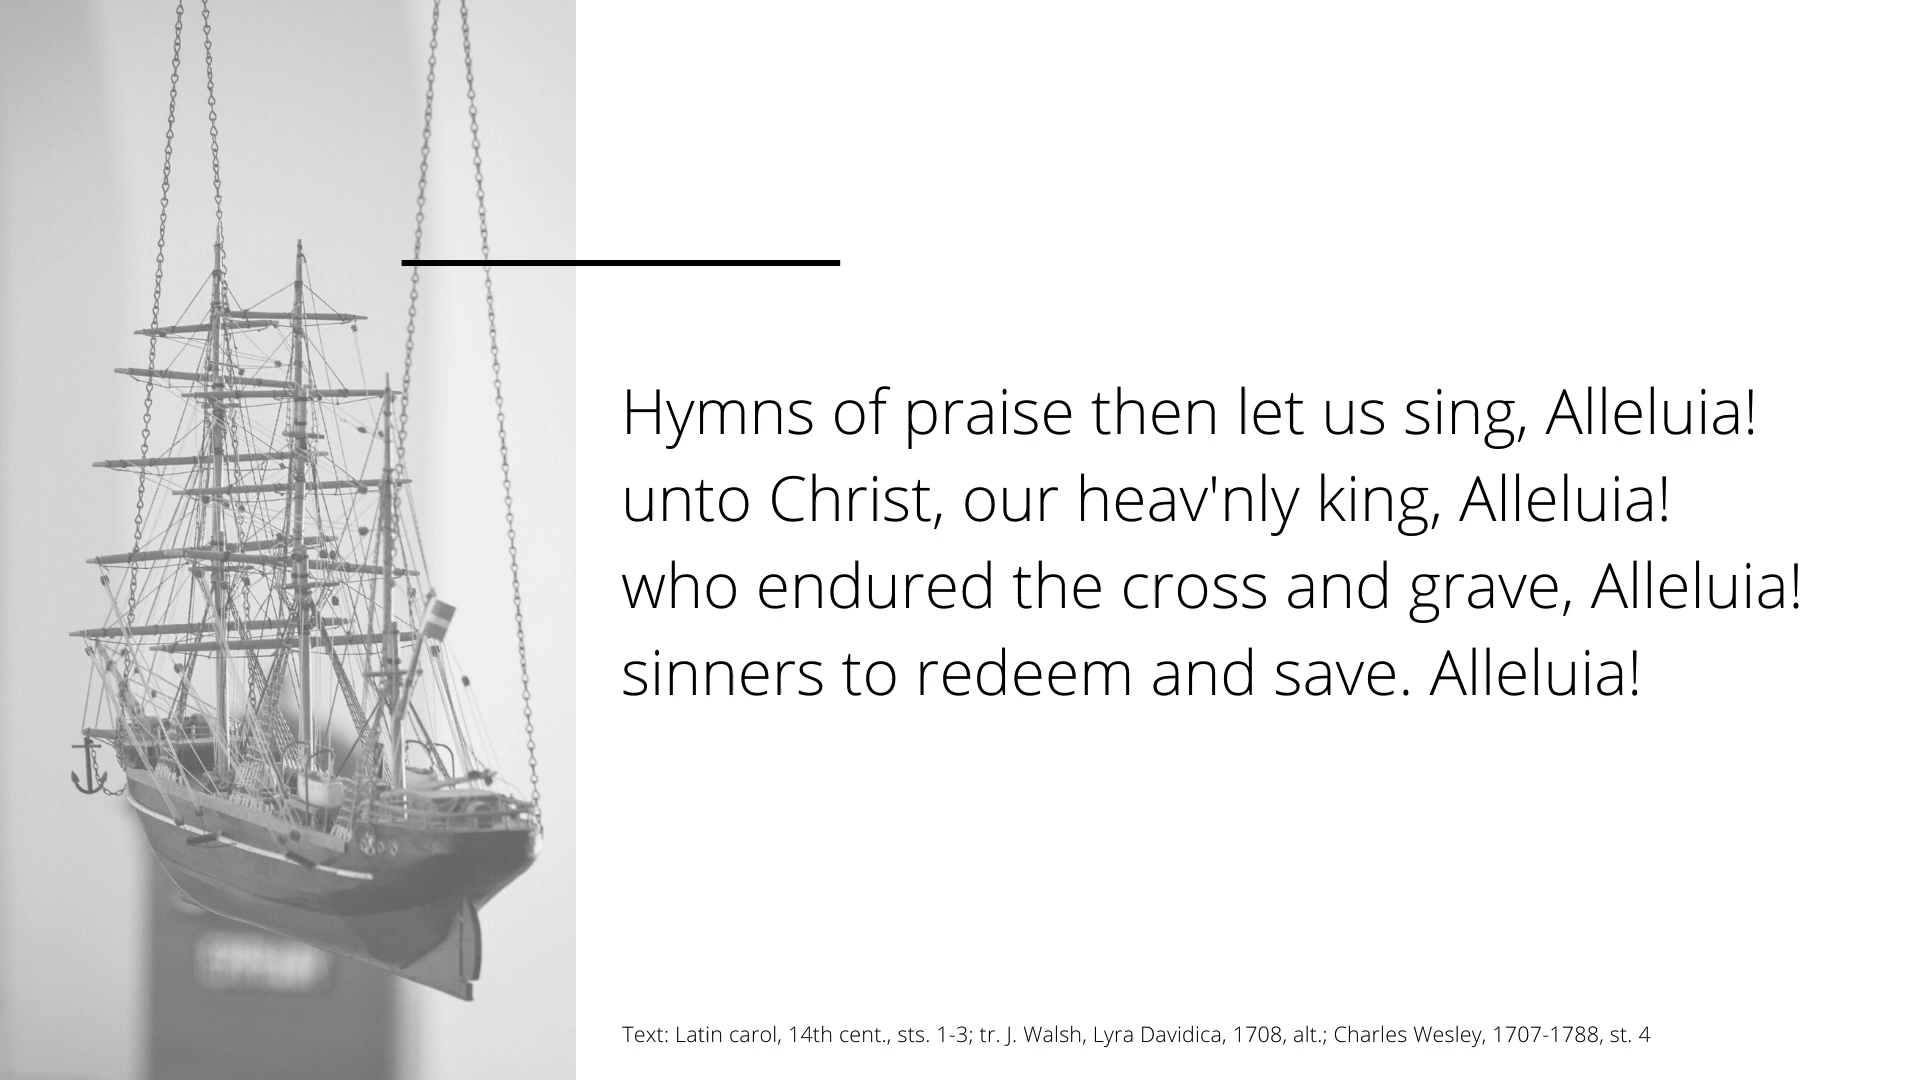 Hymns of praise then let us sing, Alleluia!
unto Christ, our heav'nly king, Alleluia!
who endured the cross and grave, Alleluia!
sinners to redeem and save. Alleluia!
Text: Latin carol, 14th cent., sts. 1-3; tr. J. Walsh, Lyra Davidica, 1708, alt.; Charles Wesley, 1707-1788, st. 4